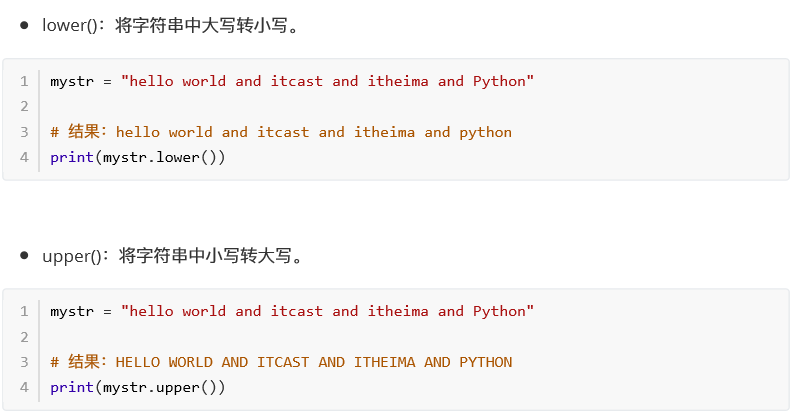 ● lower()：将字符串中大写转小写。
1 mystr = "hello world and itcast and itheima and Python"
2
3 # 结果：hello world and itcast and itheima and python
4 print(mystr.lower())
● upper()：将字符串中小写转大写。
1 mystr = "hello world and itcast and itheima and Python"
2
3 # 结果：HELLO WORLD AND ITCAST AND ITHEIMA AND PYTHON
4 print(mystr.upper())